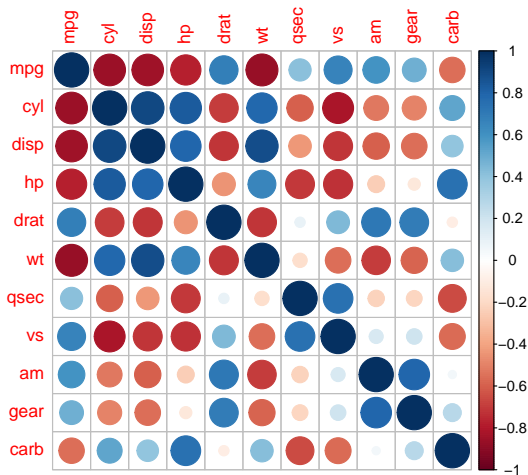 mpg cyl disp hp drat wt qsec vs am gear carb
mpg
cyl
disp
hp
drat
wt
qsec
vs
am
gear
carb
1
0.8
0.6
0.4
0.2
0
−0.2
−0.4
−0.6
−0.8
−1